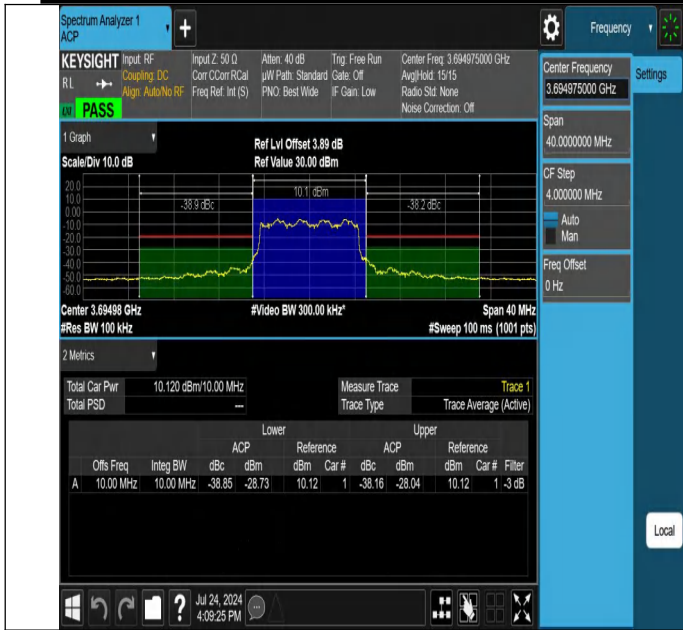 Spectrum Analyzer 1
ACP
+
Frequency
KEYSIGHT
RL
PASS
Input: RF
Coupling: DC
Align: Auto/No RF
Input Z: 50 Ω
Corr CCorr RCal
Freq Ref: Int (S)
Atten: 40 dB
µW Path: Standard
PNO: Best Wide
Trig: Free Run
Gate: Off
IF Gain: Low
Center Freq: 3.694975000 GHz
Avg|Hold: 15/15
Radio Std: None
Noise Correction: Off
Center Frequency
3.694975000 GHz
Settings
Span
40.0000000 MHz
CF Step
4.000000 MHz
Auto
Man
Freq Offset
0 Hz
1 Graph
Scale/Div 10.0 dB
Ref Lvl Offset 3.89 dB
Ref Value 30.00 dBm
20.0
10.0
0.00
-10.0
-20.0
-30.0
-40.0
-50.0
-60.0
-38.9 dBc
10.1 dBm
-38.2 dBc
Center 3.69498 GHz #Video BW 300.00 kHz* Span 40 MHz
#Res BW 100 kHz #Sweep 100 ms (1001 pts)
2 Metrics
Total Car Pwr 10.120 dBm/10.00 MHz Measure Trace Trace 1
Total PSD --- Trace Type Trace Average (Active)
Lower Upper
ACP Reference ACP Reference
Offs Freq Integ BW dBc dBm dBm Car # dBc dBm dBm Car # Filter
A 10.00 MHz 10.00 MHz -38.85 -28.73 10.12 1 -38.16 -28.04 10.12 1 -3 dB
Local
?
Jul 24, 2024
4:09:25 PM